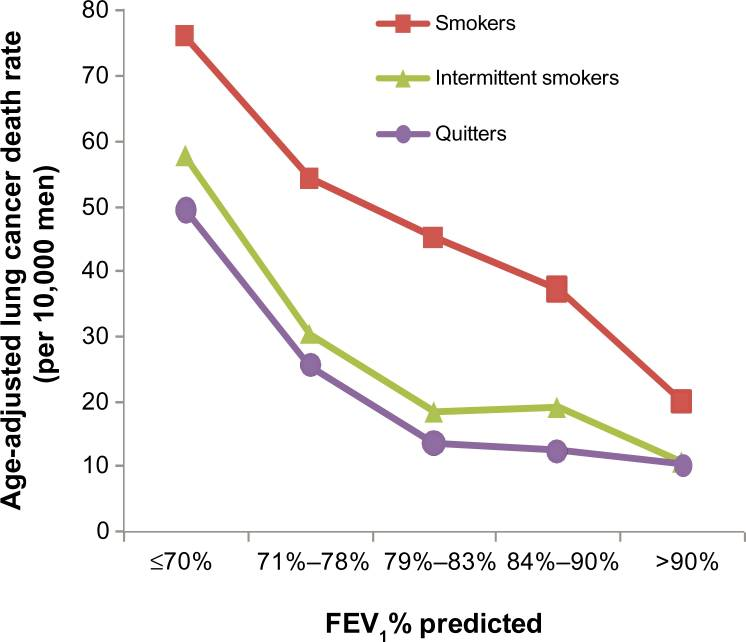 Age-adjusted lung cancer death rate
(per 10,000 men)
80
70
60
50
40
30
20
10
0
Smokers
Intermittent smokers
Quitters
≤70%
71%–78%
79%–83%
84%–90%
>90%
FEV₁% predicted